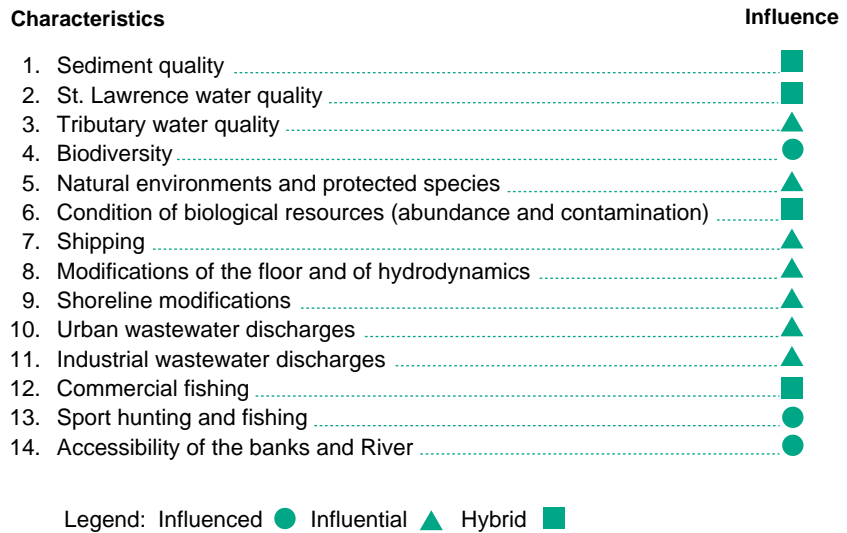 Characteristics Influence
1. Sediment quality
2. St. Lawrence water quality
3. Tributary water quality
4. Biodiversity
5. Natural environments and protected species
6. Condition of biological resources (abundance and contamination)
7. Shipping
8. Modifications of the floor and of hydrodynamics
9. Shoreline modifications
10. Urban wastewater discharges
11. Industrial wastewater discharges
12. Commercial fishing
13. Sport hunting and fishing
14. Accessibility of the banks and River
Legend: Influenced Influential Hybrid